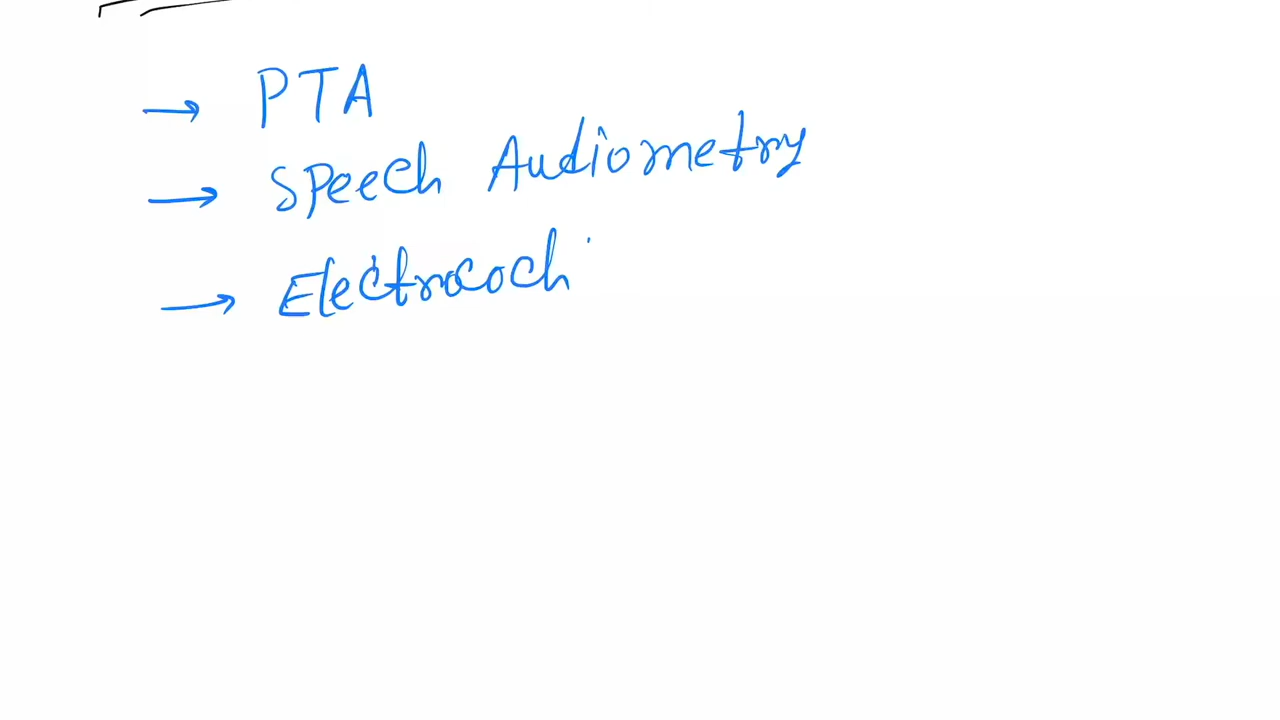 → PTA
→ Speech Audiometry
→ Electrococh